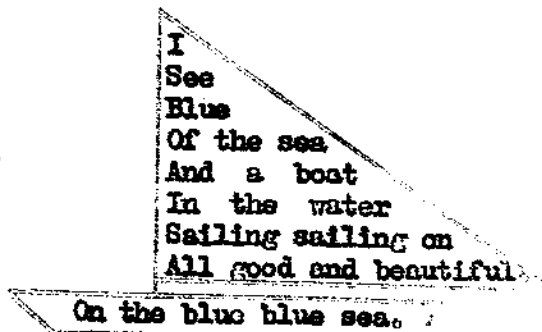 I
See
Blue
Of the sea
And a boat
In the water
Sailing sailing on
All good and beautiful
On the blue blue sea.